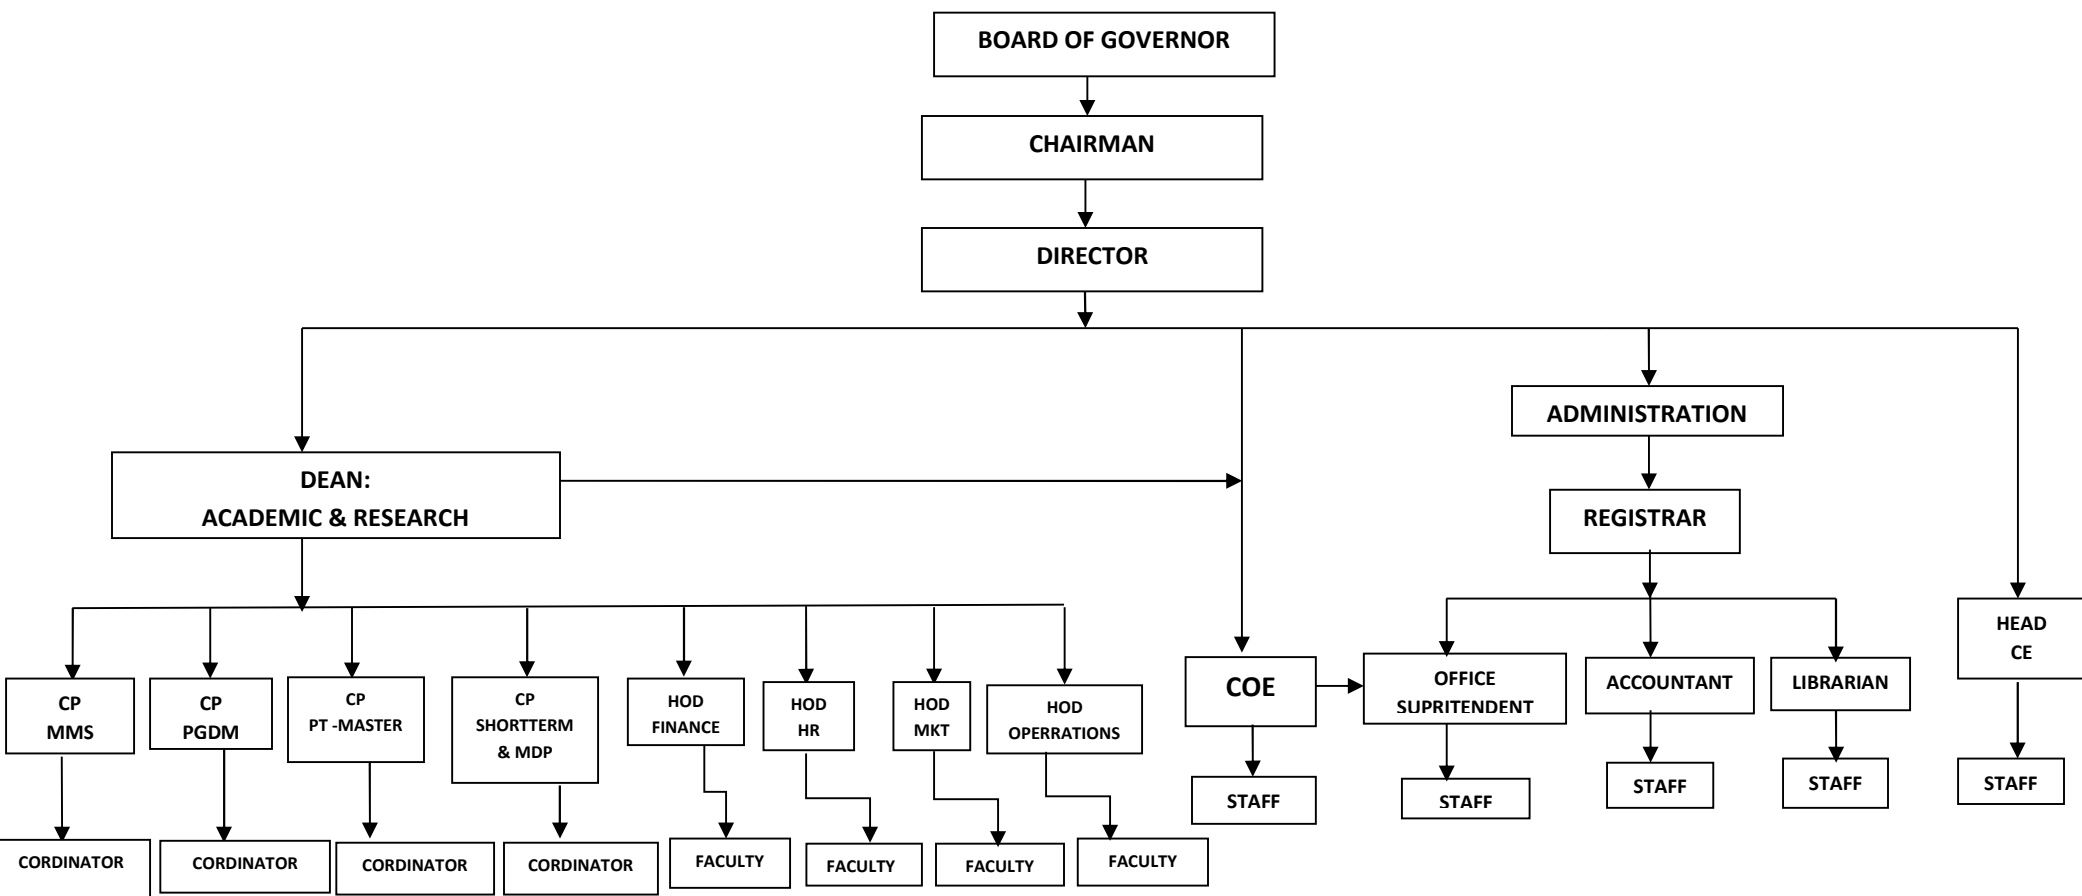 BOARD OF GOVERNOR
CHAIRMAN
DIRECTOR
ADMINISTRATION
DEAN:
ACADEMIC & RESEARCH
REGISTRAR
CP
MMS
CP
PGDM
CP
PT -MASTER
CP
SHORTTERM
& MDP
HOD
FINANCE
HOD
HR
HOD
MKT
HOD
OPERRATIONS
COE
OFFICE
SUPRITENDENT
ACCOUNTANT
LIBRARIAN
HEAD
CE
STAFF
STAFF
STAFF
STAFF
STAFF
CORDINATOR
CORDINATOR
CORDINATOR
CORDINATOR
FACULTY
FACULTY
FACULTY
FACULTY